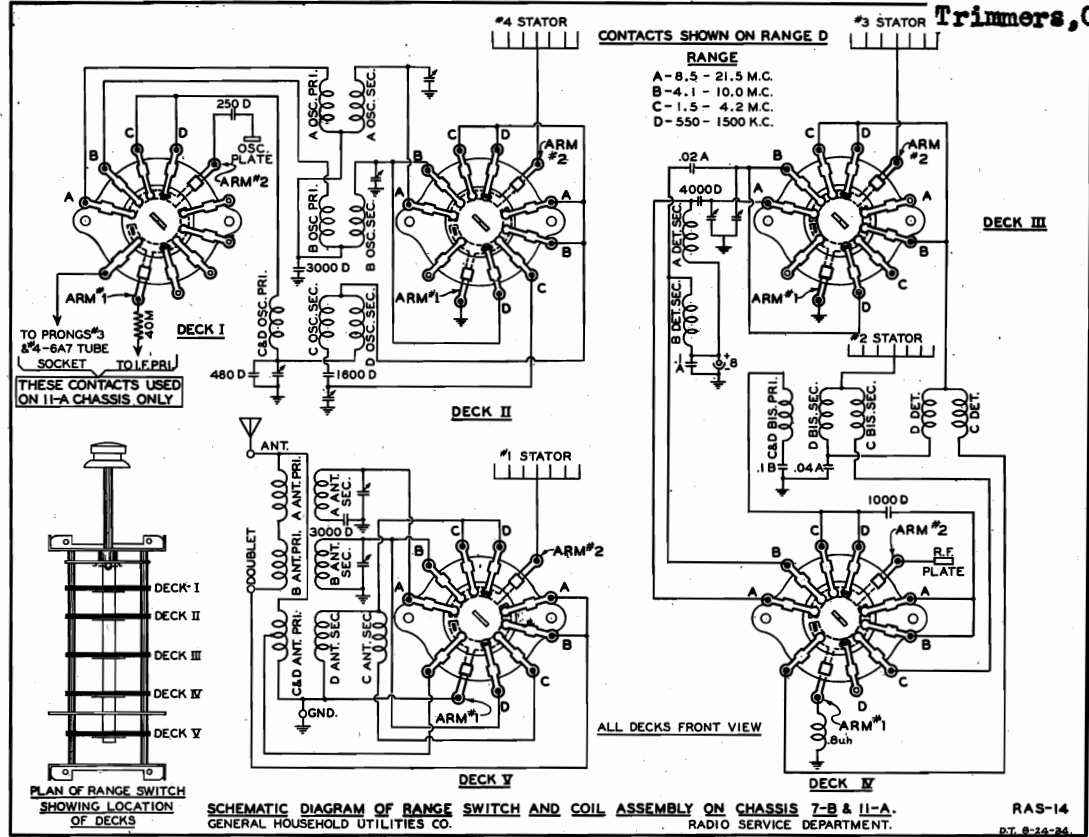 Trimmers,
#4 STATOR
CONTACTS SHOWN ON RANGE D
#3 STATOR
RANGE
A-8.5 - 21.5 M.C.
B-4.1 - 10.0 M.C.
C-1.5 - 4.2 M.C.
D-550 - 1500 K.C.
250 D
OSC. PLATE
C
D
ARM#2
B
A
ARM#1
40M
DECK I
TO PRONGS#3
&#4-6A7 TUBE
SOCKET
TO I.F. PRI.
THESE CONTACTS USED
ON 11-A CHASSIS ONLY
A OSC. PRI.
A OSC. SEC.
B OSC. PRI.
B OSC. SEC.
3000 D
C&D OSC. PRI.
C OSC. SEC.
D OSC. SEC.
480 D
1600 D
C
D
ARM
#2
B
A
A
B
C
ARM#1
D
DECK II
.02 A
4000 D
A DET. SEC.
B DET. SEC.
.1
A
+
8
-
C
D
ARM
#2
B
A
A
B
C
ARM#1
D
DECK III
#2 STATOR
C&D BIS. PRI.
D BIS. SEC.
C BIS. SEC.
D DET.
C DET.
.1 B
.04 A
1000 D
C
D
ARM#2
R.F.
PLATE
B
A
A
B
C
D
ARM#1
.8uh
DECK IV
ANT.
DOUBLET
A ANT. PRI.
A ANT. SEC.
3000 D
B ANT. PRI.
B ANT. SEC.
C&D ANT. PRI.
D ANT. SEC.
C ANT. SEC.
GND.
#1 STATOR
C
D
ARM#2
B
A
A
B
C
D
ARM#1
DECK V
ALL DECKS FRONT VIEW
DECK-I
DECK II
DECK III
DECK IV
DECK V
PLAN OF RANGE SWITCH
SHOWING LOCATION
OF DECKS
SCHEMATIC DIAGRAM OF RANGE SWITCH AND COIL ASSEMBLY ON CHASSIS 7-B & 11-A.
GENERAL HOUSEHOLD UTILITIES CO.
RADIO SERVICE DEPARTMENT.
RAS-14
D.T. 8-24-34.